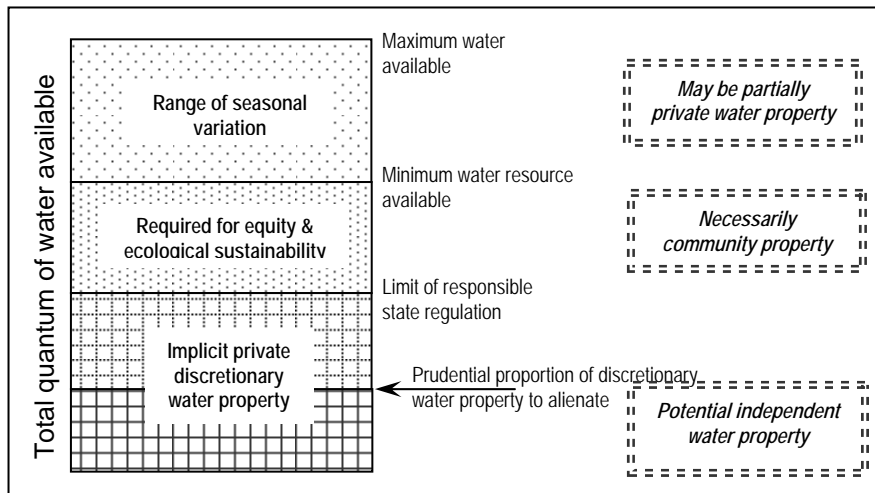 Total quantum of water available
Range of seasonal
variation
Required for equity &
ecological sustainability
Implicit private
discretionary
water property
Maximum water
available
Minimum water resource
available
Limit of responsible
state regulation
Prudential proportion of discretionary
water property to alienate
May be partially
private water property
Necessarily
community property
Potential independent
water property